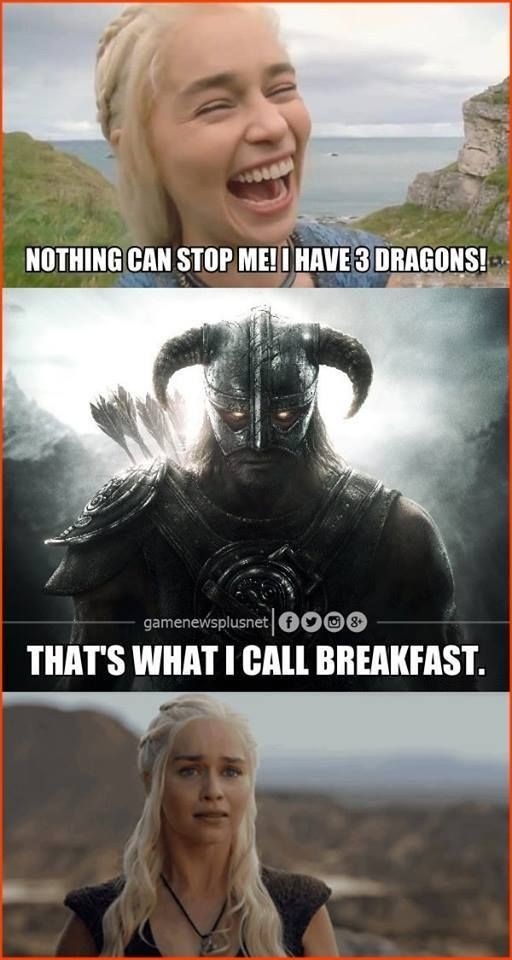 NOTHING CAN STOP ME! I HAVE 3 DRAGONS!
gamenewsplusnet
THAT'S WHAT I CALL BREAKFAST.